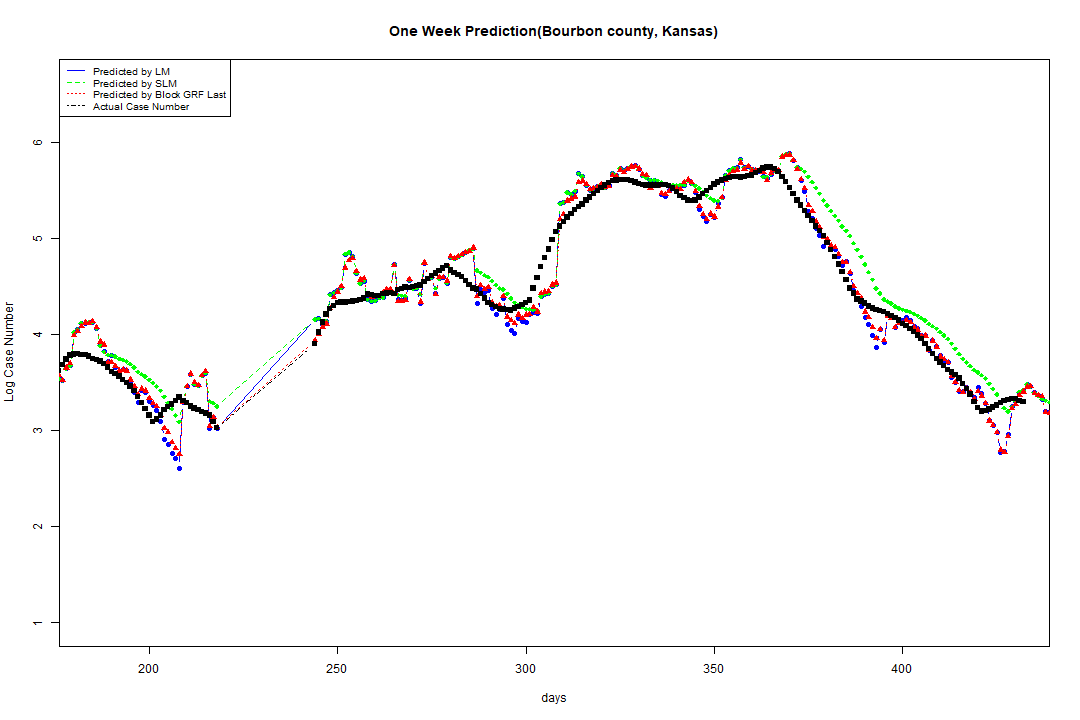 One Week Prediction(Bourbon county, Kansas)
Predicted by LM
Predicted by SLM
Predicted by Block GRF Last
Actual Case Number
6
5
4
3
2
1
Log Case Number
200 250 300 350 400
days